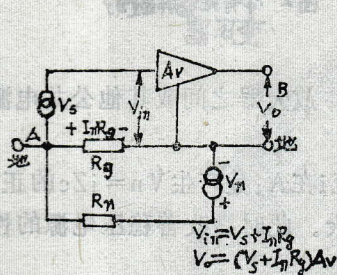 Av
Vs
Vin
B
Vo
+ InRg -
A
地
地
Rg
-
Vn
+
Rn
Vin=Vs+InRg
Vo=(Vs+InRg)Av